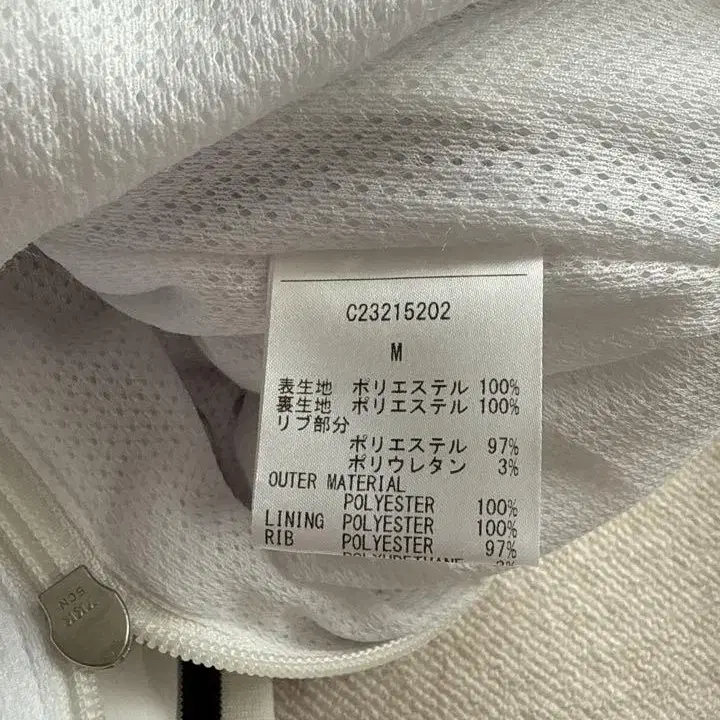 C23215202
M
表生地 ポリエステル 100%
裏生地 ポリエステル 100%
リブ部分
ポリエステル 97%
ポリウレタン 3%
OUTER MATERIAL
POLYESTER 100%
LINING POLYESTER 100%
RIB POLYESTER 97%
POLYURETHANE 3%